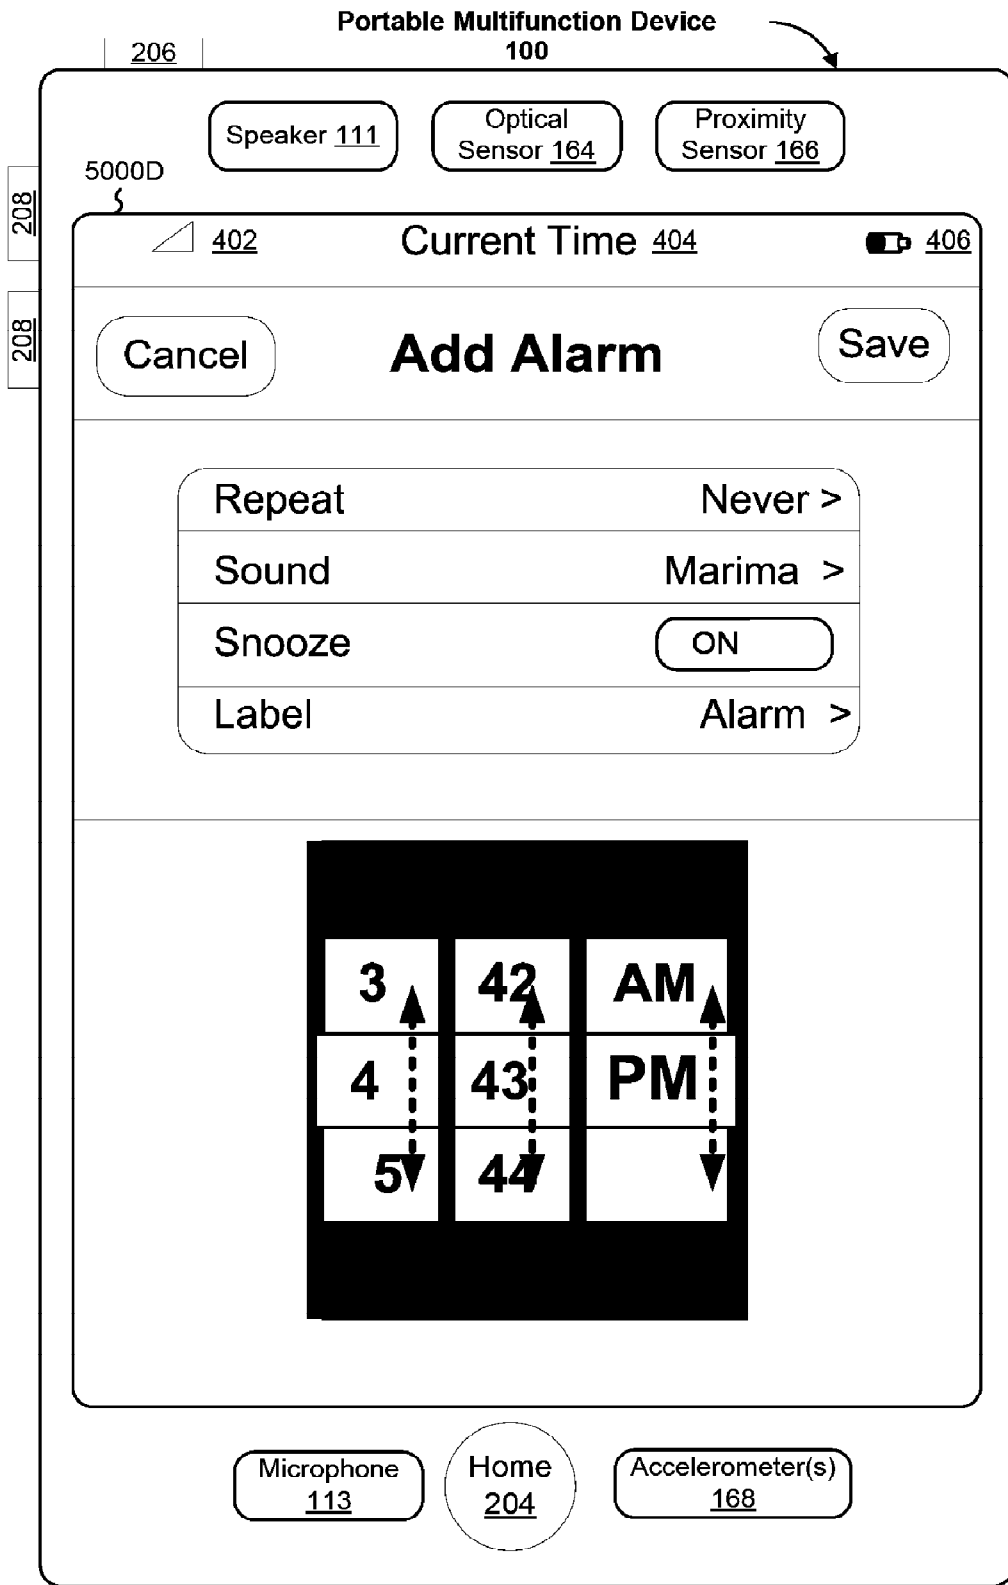 Portable Multifunction Device
100
206
Speaker 111
Optical
Sensor 164
Proximity
Sensor 166
5000D
208
208
402
Current Time 404
406
Cancel
Add Alarm
Save
Repeat Never >
Sound Marima >
Snooze ON
Label Alarm >
3 42 AM
4 43 PM
5 44
Microphone
113
Home
204
Accelerometer(s)
168